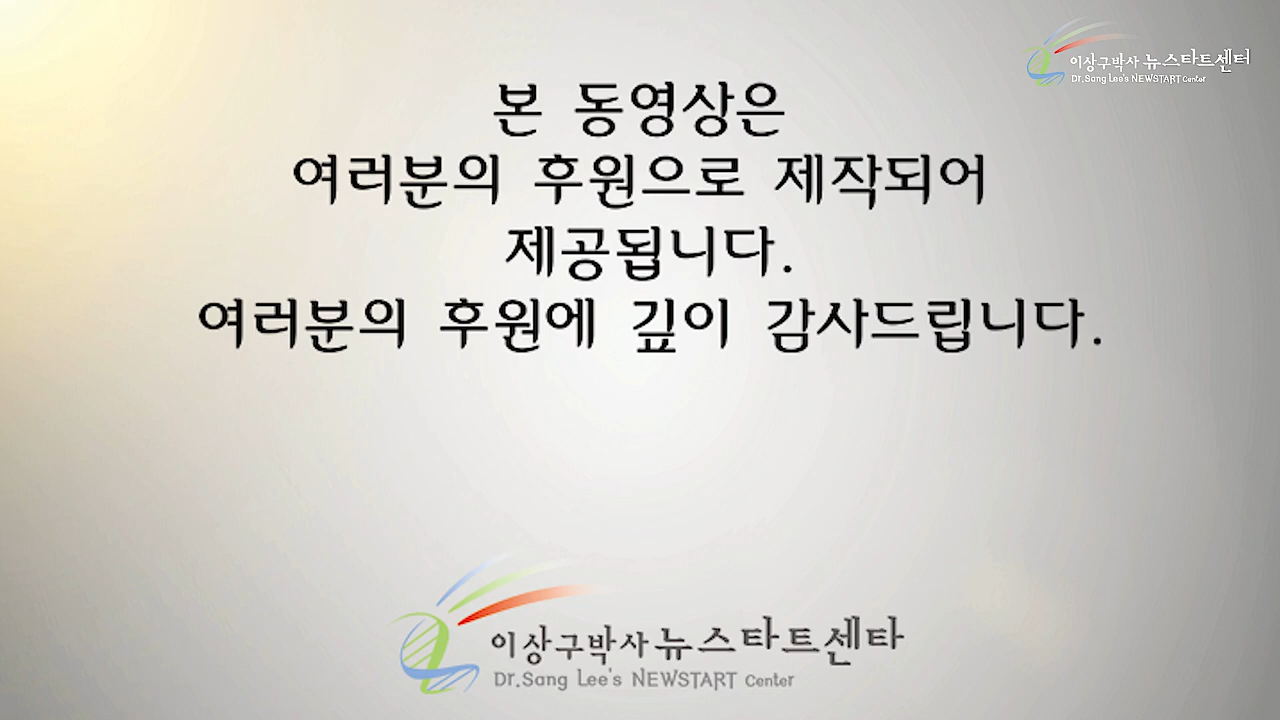 이상구박사 뉴스타트센터
Dr.Sang Lee's NEWSTART Center
본 동영상은
여러분의 후원으로 제작되어
제공됩니다.
여러분의 후원에 깊이 감사드립니다.
이상구박사 뉴스타트센타
Dr.Sang Lee's NEWSTART Center